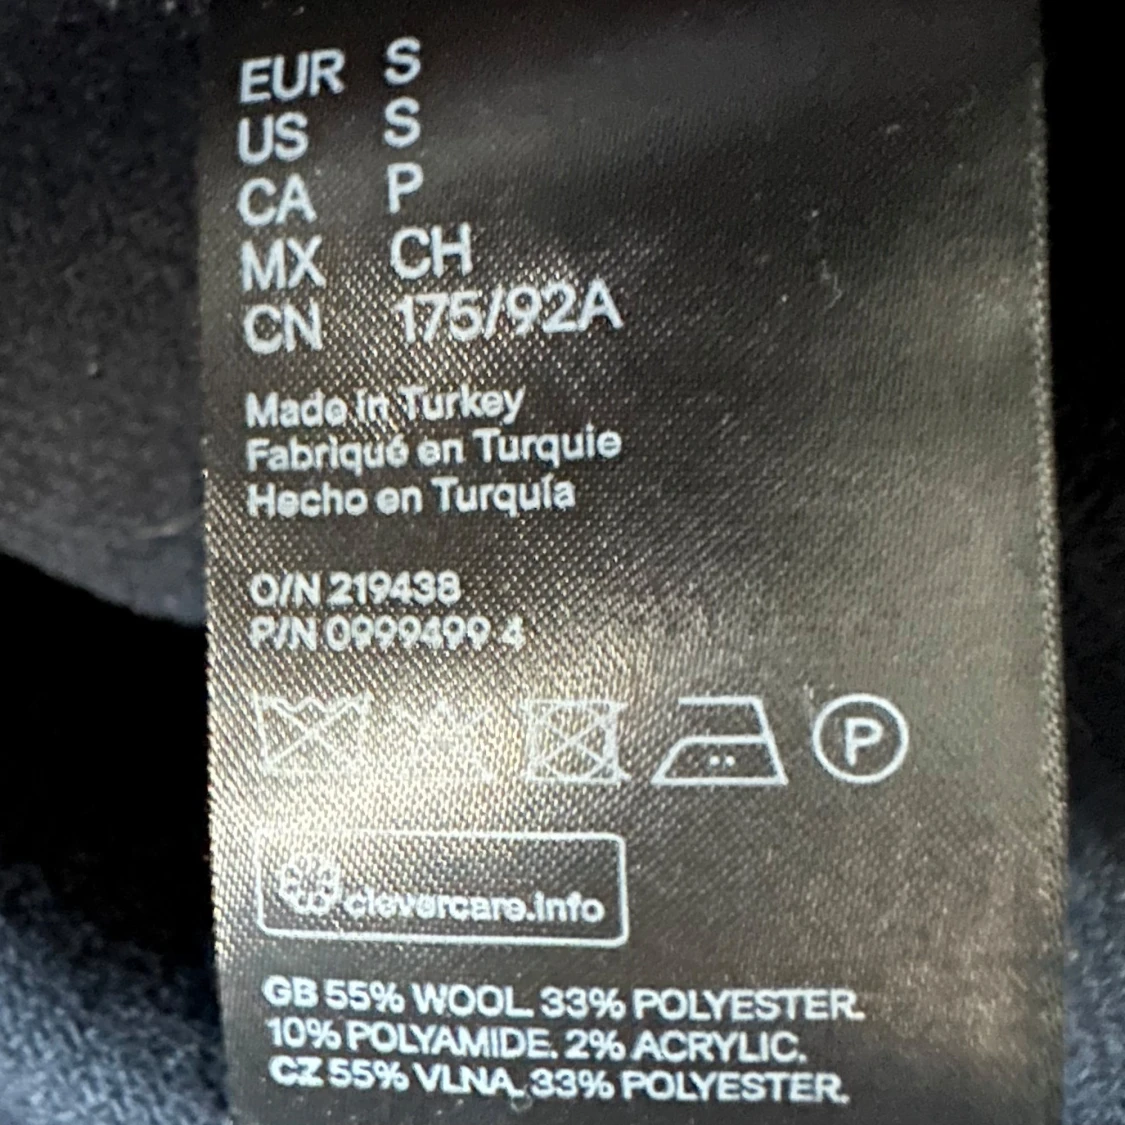 EUR S
US S
CA P
MX CH
CN 175/92A
Made in Turkey
Fabriqué en Turquie
Hecho en Turquía
O/N 219438
P/N 0999499 4
P
clevercare.info
GB 55% WOOL. 33% POLYESTER.
10% POLYAMIDE. 2% ACRYLIC.
CZ 55% VLNA. 33% POLYESTER.